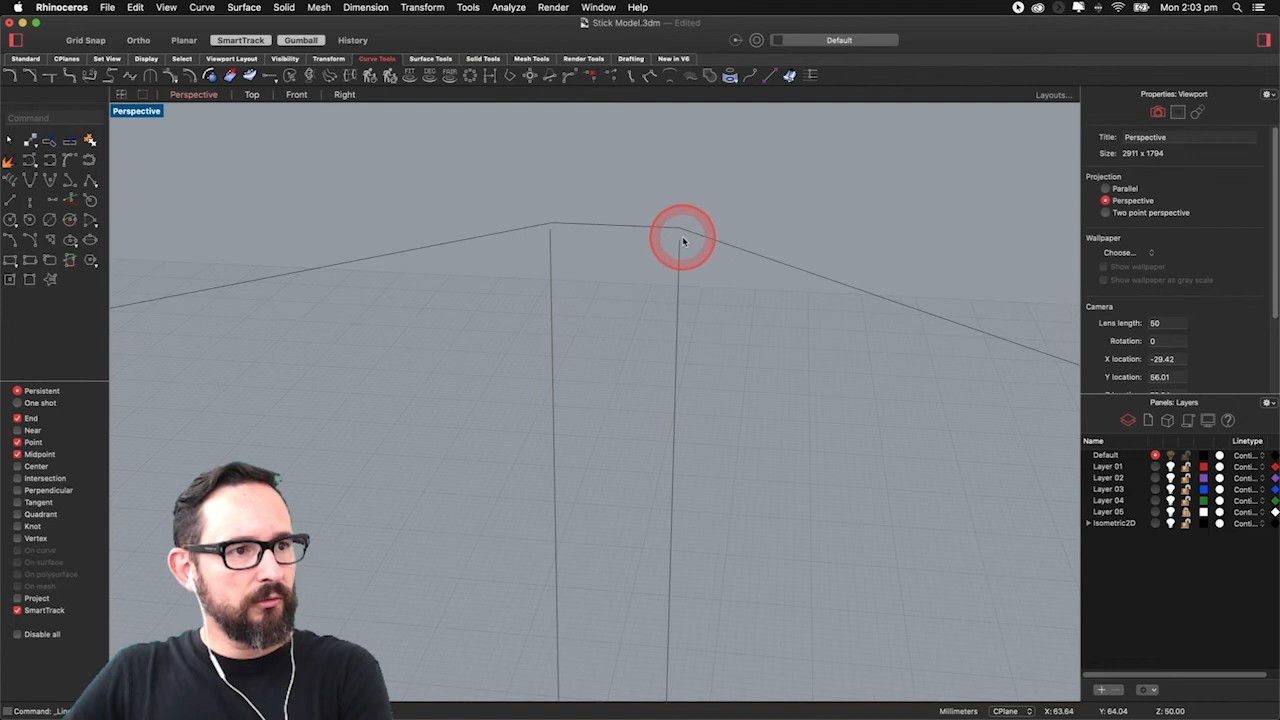 Rhinoceros File Edit View Curve Surface Solid Mesh Dimension Transform Tools Analyze Render Window Help Mon 2:03 pm
Stick Model.3dm — Edited
Grid Snap Ortho Planar SmartTrack Gumball History Default
Standard CPlanes Set View Display Select Viewport Layout Visibility Transform Curve Tools Surface Tools Solid Tools Mesh Tools Render Tools Drafting New in V6
Perspective Top Front Right Layouts...
Perspective
Command
Properties: Viewport
Title: Perspective
Size: 2911 x 1794
Projection
Parallel
Perspective
Two point perspective
Wallpaper
Choose...
Show wallpaper
Show wallpaper as gray scale
Camera
Lens length: 50
Rotation: 0
X location: -29.42
Y location: 56.01
Persistent
One shot
End
Near
Point
Midpoint
Center
Intersection
Perpendicular
Tangent
Quadrant
Knot
Vertex
On curve
On surface
On polysurface
On mesh
Project
SmartTrack
Disable all
Panels: Layers
Name Linetype
Default Conti...
Layer 01 Conti...
Layer 02 Conti...
Layer 03 Conti...
Layer 04 Conti...
Layer 05 Conti...
Isometric2D Conti...
Command: _Line
Millimeters CPlane X: 63.64 Y: 64.04 Z: 50.00